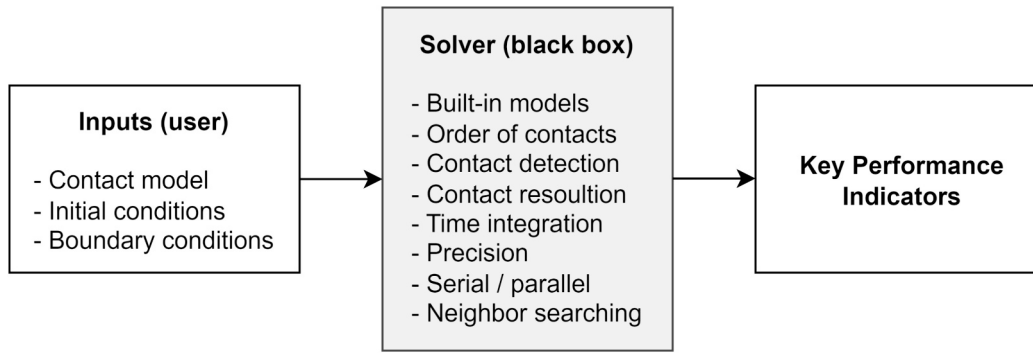 Inputs (user)
- Contact model
- Initial conditions
- Boundary conditions
Solver (black box)
- Built-in models
- Order of contacts
- Contact detection
- Contact resoultion
- Time integration
- Precision
- Serial / parallel
- Neighbor searching
Key Performance
Indicators